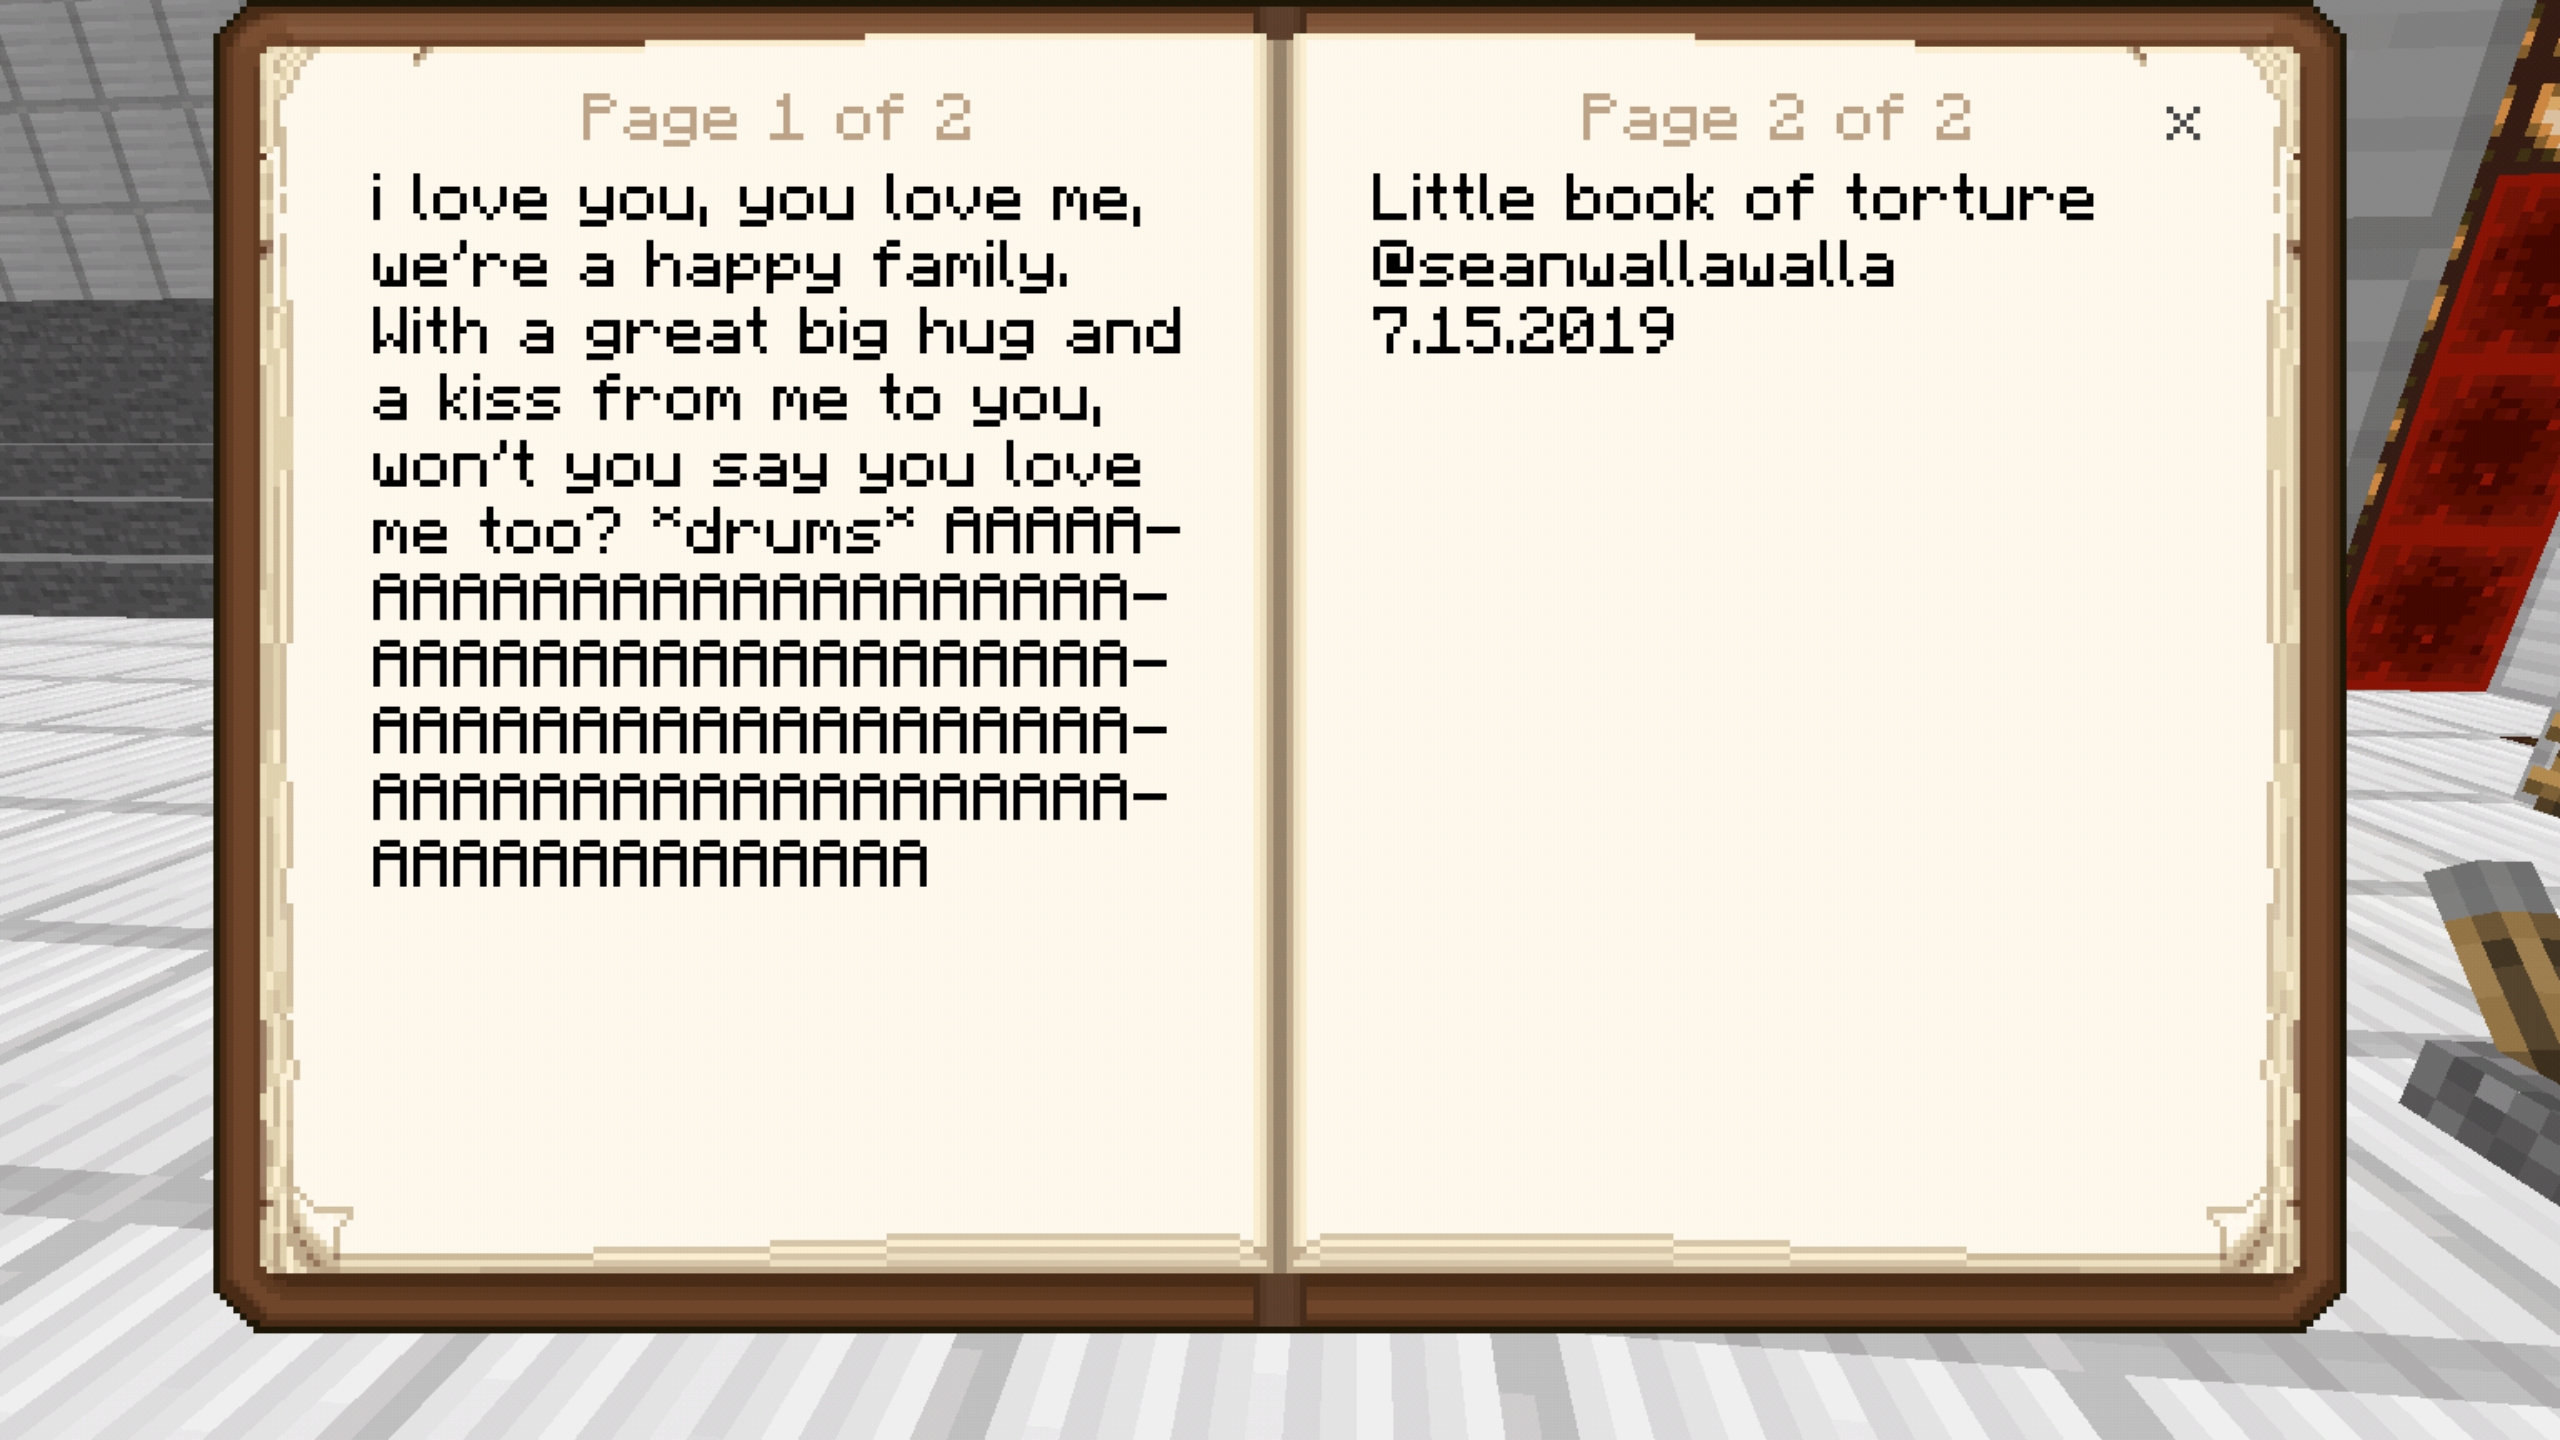 Page 1 of 2
i love you, you love me,
we're a happy family.
With a great big hug and
a kiss from me to you,
won't you say you love
me too? *drums* AAAAA-
AAAAAAAAAAAAAAAAAAA-
AAAAAAAAAAAAAAAAAAA-
AAAAAAAAAAAAAAAAAAA-
AAAAAAAAAAAAAAAAAAA-
AAAAAAAAAAAAAA
Page 2 of 2
x
Little book of torture
@seanwallawalla
7.15.2019